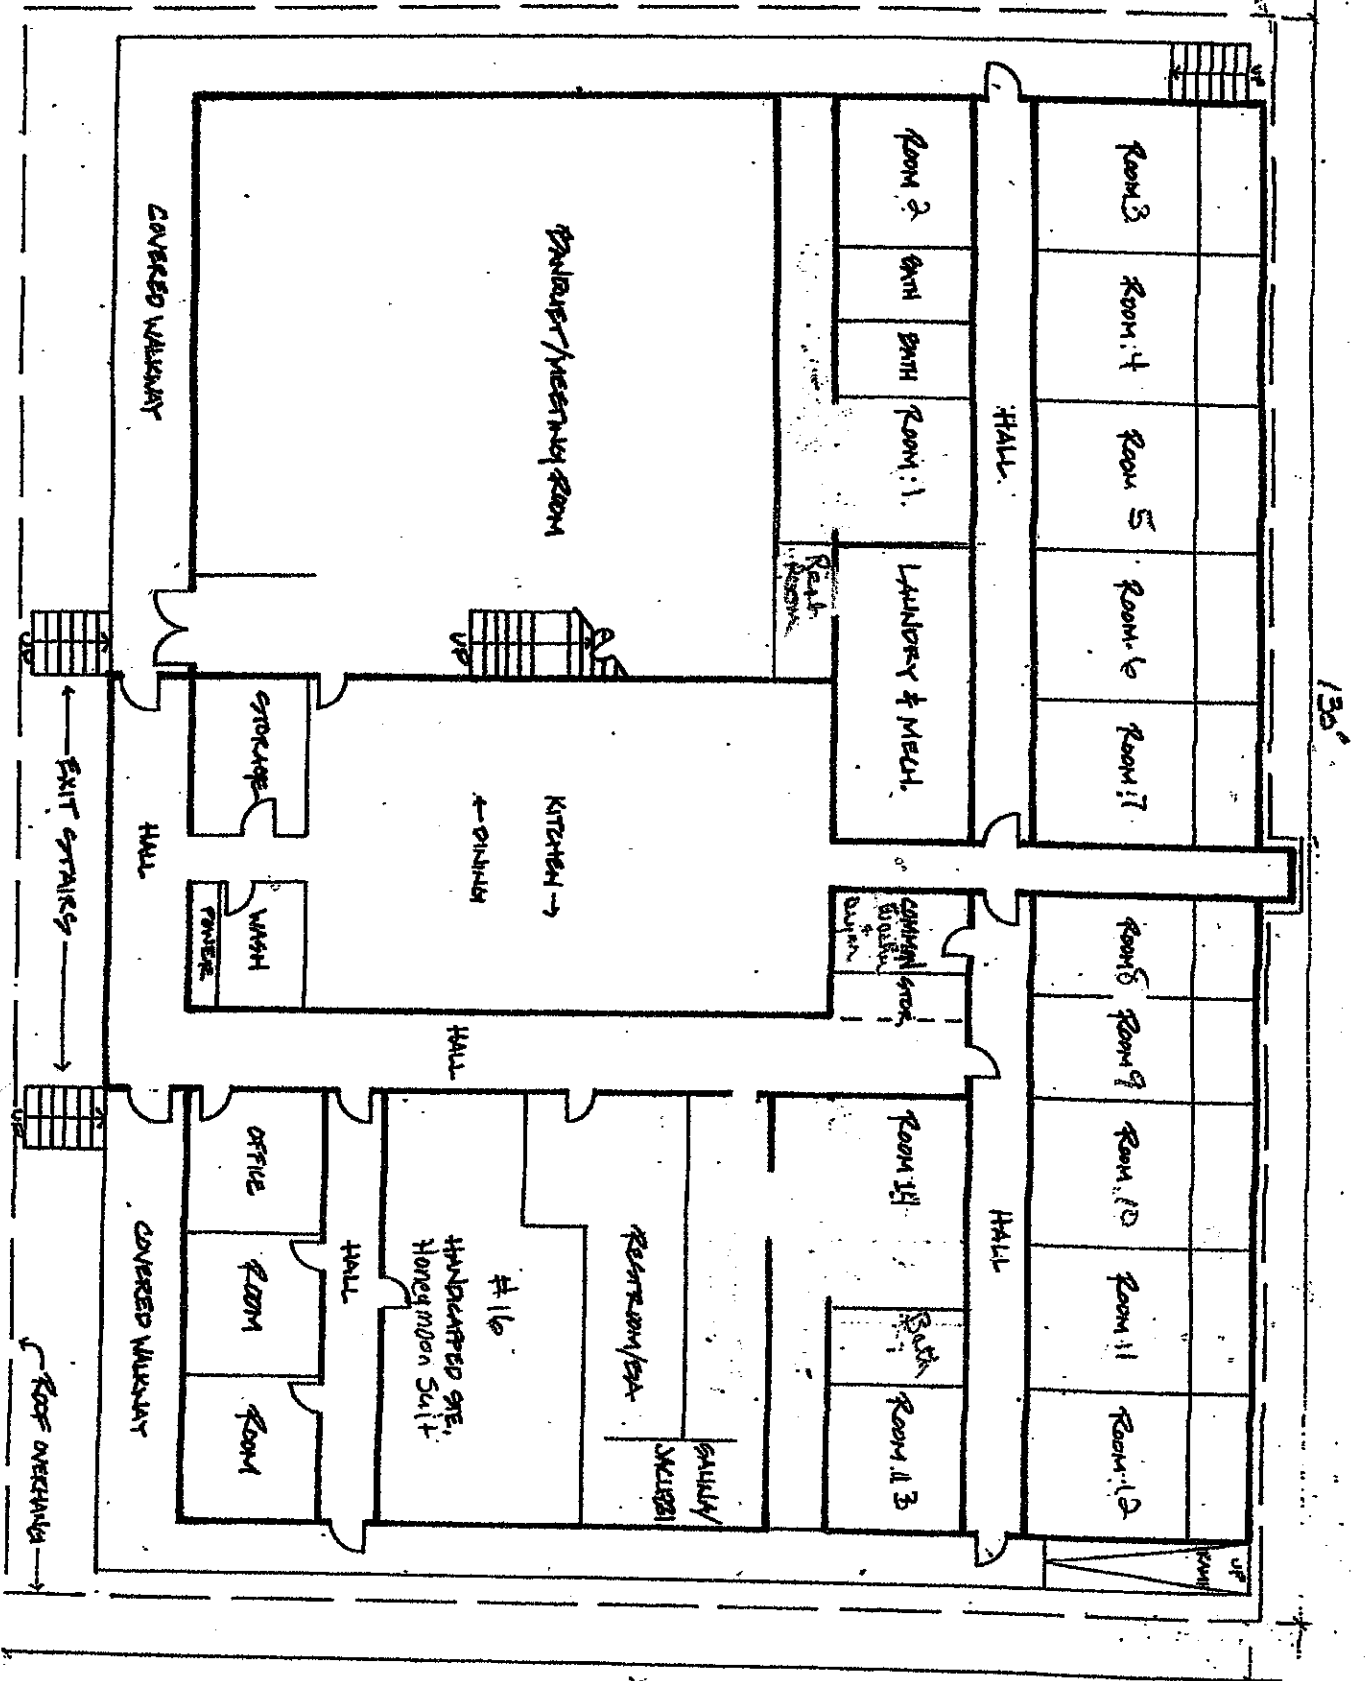 130'
UP
ROOM 3
ROOM 4
ROOM 5
ROOM 6
ROOM 7
ROOM 8
ROOM 9
ROOM 10
ROOM 11
ROOM 12
UP
RAMP
HALL
HALL
ROOM 2
BATH
BATH
ROOM 1
LAUNDRY & MECH.
COMMON STOR.
ROOM 14
Bath
ROOM 13
BANQUET/MEETING ROOM
UP
KITCHEN →
← DINING
HALL
RESTROOM/SPA
SAUNA/
JACUZZI
#16
HANDICAPPED STE.
Honeymoon Suit
STORAGE
WASH
POWDER
OFFICE
ROOM
ROOM
HALL
COVERED WALKWAY
HALL
COVERED WALKWAY
UP
← EXIT STAIRS →
UP
ROOF OVERHANG